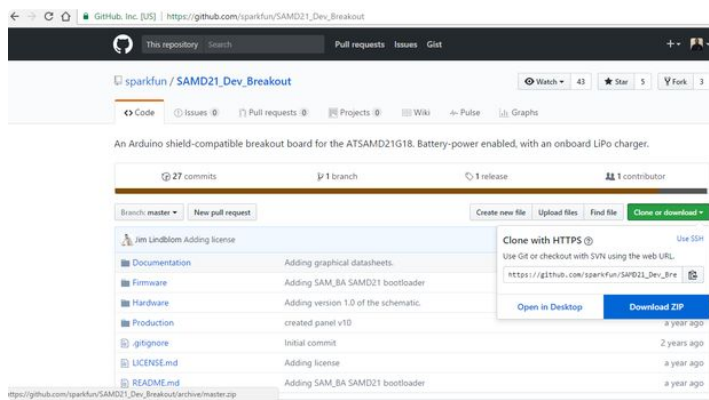 GitHub, Inc. [US] | https://github.com/sparkfun/SAMD21_Dev_Breakout
This repository Search Pull requests Issues Gist
sparkfun / SAMD21_Dev_Breakout Watch 43 Star 5 Fork 3
Code Issues 0 Pull requests 0 Projects 0 Wiki Pulse Graphs
An Arduino shield-compatible breakout board for the ATSAMD21G18. Battery-power enabled, with an onboard LiPo charger.
27 commits 1 branch 1 release 1 contributor
Branch: master New pull request Create new file Upload files Find file Clone or download
Jim Lindblom Adding license
Clone with HTTPS Use SSH
Use Git or checkout with SVN using the web URL.
Documentation Adding graphical datasheets.
https://github.com/sparkfun/SAMD21_Dev_Bre
Firmware Adding SAM_BA SAMD21 bootloader
Hardware Adding version 1.0 of the schematic.
Open in Desktop Download ZIP
Production created panel v10 a year ago
.gitignore Initial commit 2 years ago
LICENSE.md Adding license a year ago
README.md Adding SAM_BA SAMD21 bootloader a year ago
https://github.com/sparkfun/SAMD21_Dev_Breakout/archive/master.zip